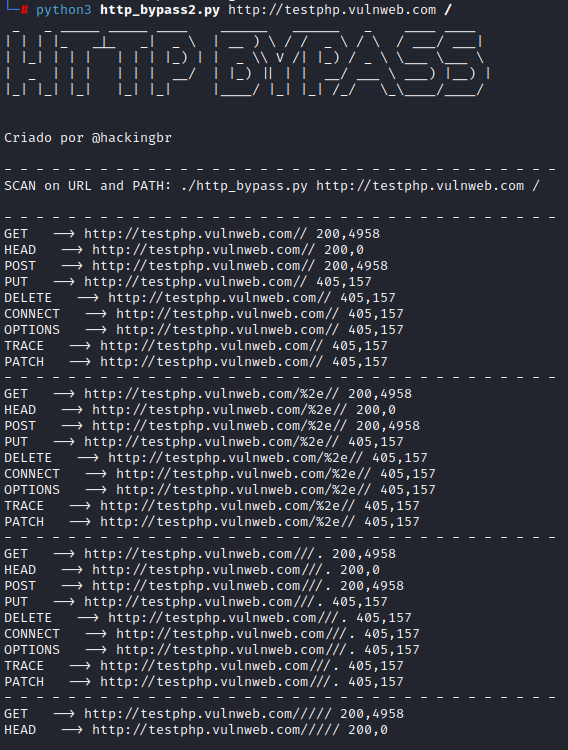 # python3 http_bypass2.py http://testphp.vulnweb.com /
HTTP BYPASS
Criado por @hackingbr
- - - - - - - - - - - - - - - - - - - - - - - - - - - - - - - - - - -
SCAN on URL and PATH: ./http_bypass.py http://testphp.vulnweb.com /
- - - - - - - - - - - - - - - - - - - - - - - - - - - - - - - - - - -
GET --> http://testphp.vulnweb.com// 200,4958
HEAD --> http://testphp.vulnweb.com// 200,0
POST --> http://testphp.vulnweb.com// 200,4958
PUT --> http://testphp.vulnweb.com// 405,157
DELETE --> http://testphp.vulnweb.com// 405,157
CONNECT --> http://testphp.vulnweb.com// 405,157
OPTIONS --> http://testphp.vulnweb.com// 405,157
TRACE --> http://testphp.vulnweb.com// 405,157
PATCH --> http://testphp.vulnweb.com// 405,157
- - - - - - - - - - - - - - - - - - - - - - - - - - - - - - - - - - -
GET --> http://testphp.vulnweb.com/%2e// 200,4958
HEAD --> http://testphp.vulnweb.com/%2e// 200,0
POST --> http://testphp.vulnweb.com/%2e// 200,4958
PUT --> http://testphp.vulnweb.com/%2e// 405,157
DELETE --> http://testphp.vulnweb.com/%2e// 405,157
CONNECT --> http://testphp.vulnweb.com/%2e// 405,157
OPTIONS --> http://testphp.vulnweb.com/%2e// 405,157
TRACE --> http://testphp.vulnweb.com/%2e// 405,157
PATCH --> http://testphp.vulnweb.com/%2e// 405,157
- - - - - - - - - - - - - - - - - - - - - - - - - - - - - - - - - - -
GET --> http://testphp.vulnweb.com///. 200,4958
HEAD --> http://testphp.vulnweb.com///. 200,0
POST --> http://testphp.vulnweb.com///. 200,4958
PUT --> http://testphp.vulnweb.com///. 405,157
DELETE --> http://testphp.vulnweb.com///. 405,157
CONNECT --> http://testphp.vulnweb.com///. 405,157
OPTIONS --> http://testphp.vulnweb.com///. 405,157
TRACE --> http://testphp.vulnweb.com///. 405,157
PATCH --> http://testphp.vulnweb.com///. 405,157
- - - - - - - - - - - - - - - - - - - - - - - - - - - - - - - - - - -
GET --> http://testphp.vulnweb.com///// 200,4958
HEAD --> http://testphp.vulnweb.com///// 200,0